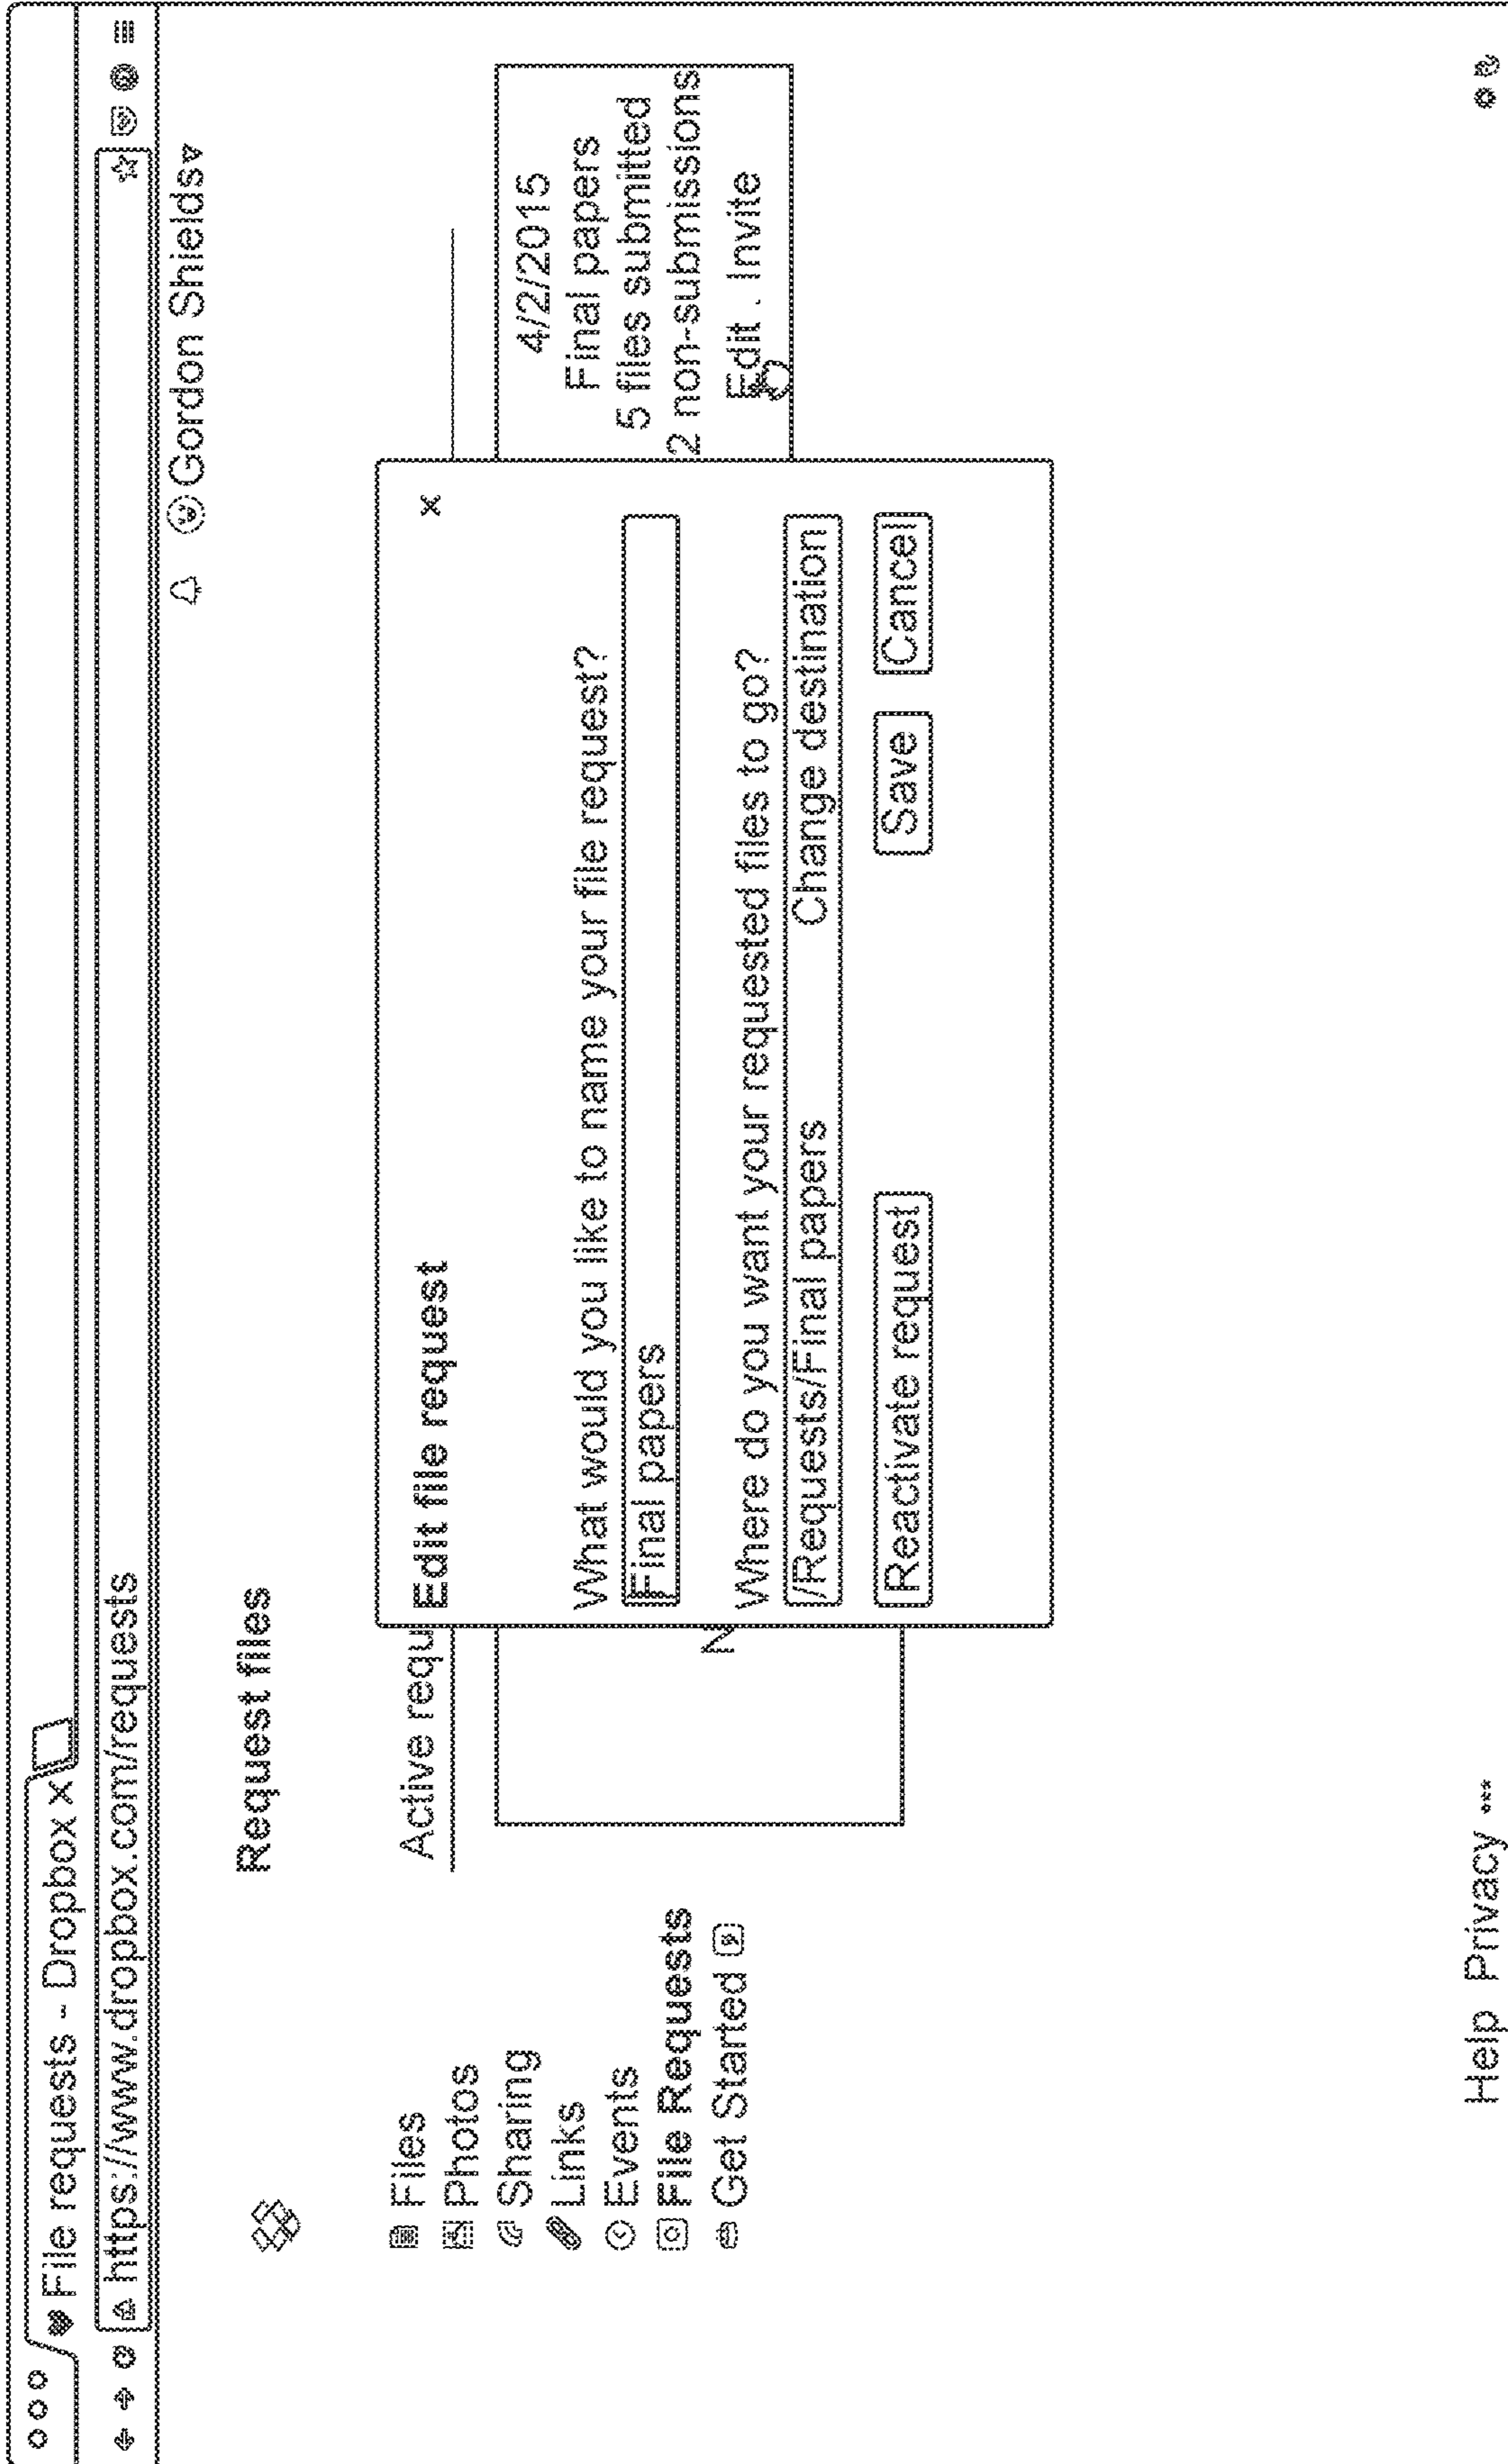 File requests - Dropbox x
https://www.dropbox.com/requests
Gordon Shields
Request files
Files
Photos
Sharing
Links
Events
File Requests
Get Started
Active requ
Edit file request
x
What would you like to name your file request?
Final papers
Where do you want your requested files to go?
/Requests/Final papers Change destination
Reactivate request Save Cancel
N
4/2/2015
Final papers
5 files submitted
2 non-submissions
Edit . Invite
Help Privacy •••